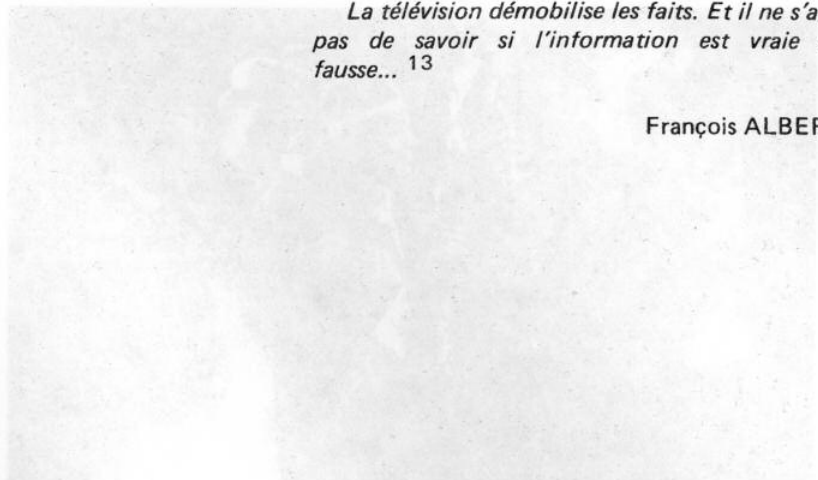 La télévision démobilise les faits. Et il ne s'a
pas de savoir si l'information est vraie
fausse... 13
François ALBER